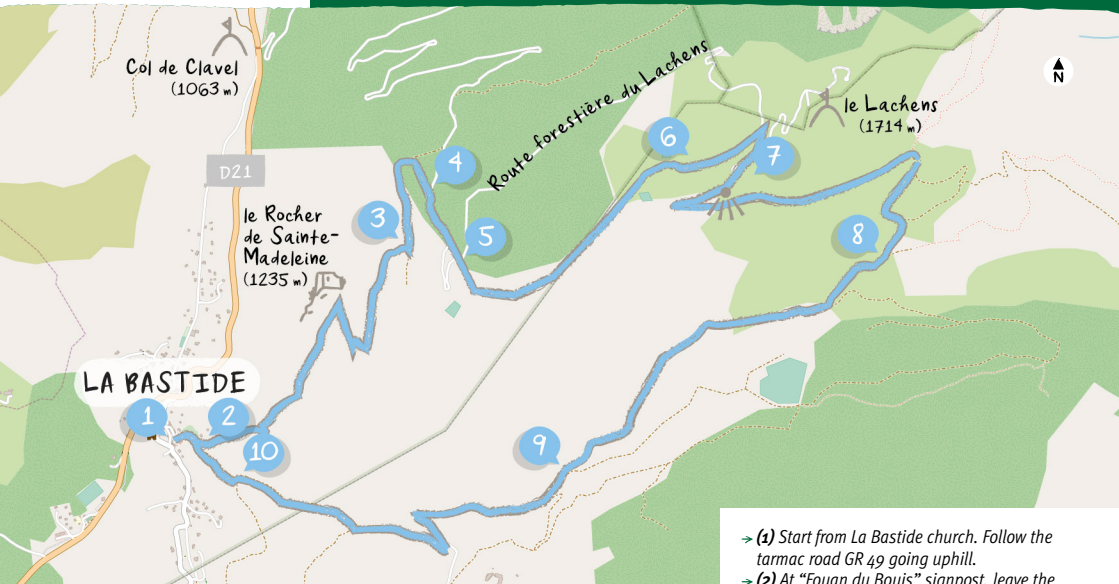 Col de Clavel
(1063 m)
D21
le Rocher
de Sainte-
Madeleine
(1235 m)
LA BASTIDE
Route forestière du Lachens
le Lachens
(1714 m)
N
1
2
3
4
5
6
7
8
9
10
→ (1) Start from La Bastide church. Follow the
tarmac road GR 49 going uphill.
→ (2) At “Fouan du Bouis” signpost, leave the